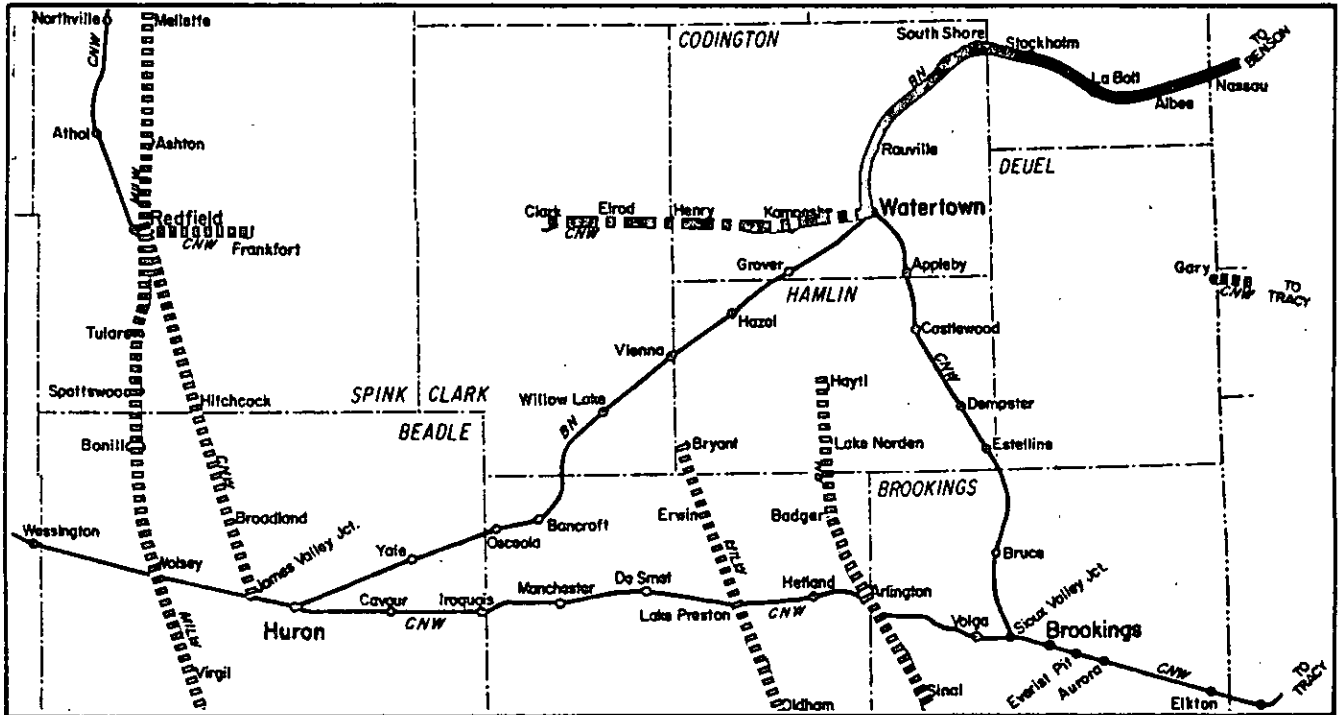 Northville
Mellette
CODINGTON
South Shore
Stockholm
TO BENSON
CNW
BN
La Bolt
Albee
Nassau
Athol
Ashton
Rauville
DEUEL
MILW
Redfield
Clark
Elrod
Henry
Watertown
CNW
Frankfort
CNW
Grover
Appleby
Gary
CNW
TO TRACY
HAMLIN
Tulare
Hazel
Castlewood
Vienna
CNW
Spottswood
Hitchcock
SPINK
CLARK
Willow Lake
Hayti
Dempster
BEADLE
BN
Bonill
Bryant
Lake Norden
Estelline
CNW
BROOKINGS
Wessington
Broadland
James Valley Jct.
Bancroft
Erwin
Badger
Yale
Osceola
MILW
Bruce
Wolsey
Manchester
De Smet
Hetland
Arlington
Sioux Valley Jct.
MILW
Huron
Cavour
CNW
Iroquois
Lake Preston
CNW
Volga
Brookings
Virgil
Everist Pit
Aurora
CNW
TO TRACY
Oldham
Sinai
Elkton